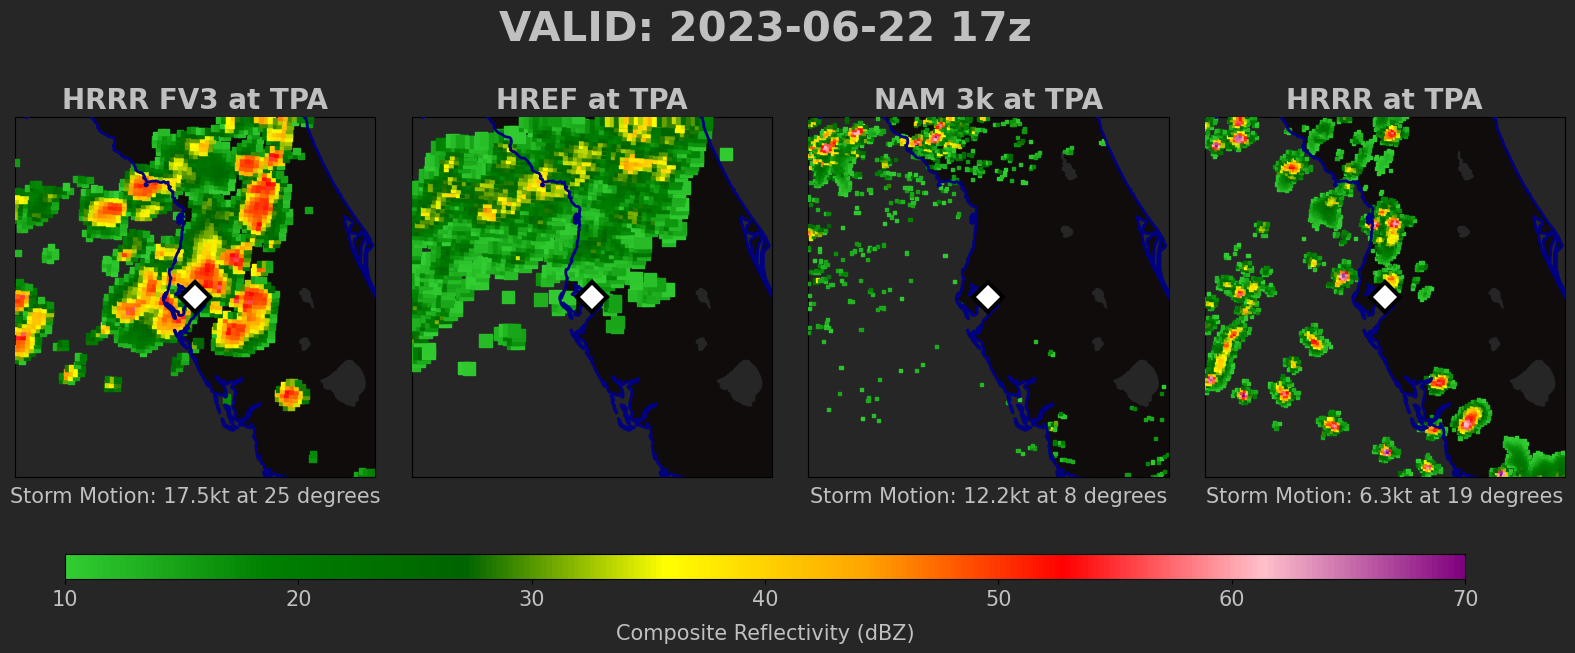 VALID: 2023-06-22 17z
HRRR FV3 at TPA
HREF at TPA
NAM 3k at TPA
HRRR at TPA
Storm Motion: 17.5kt at 25 degrees
Storm Motion: 12.2kt at 8 degrees
Storm Motion: 6.3kt at 19 degrees
10 20 30 40 50 60 70
Composite Reflectivity (dBZ)